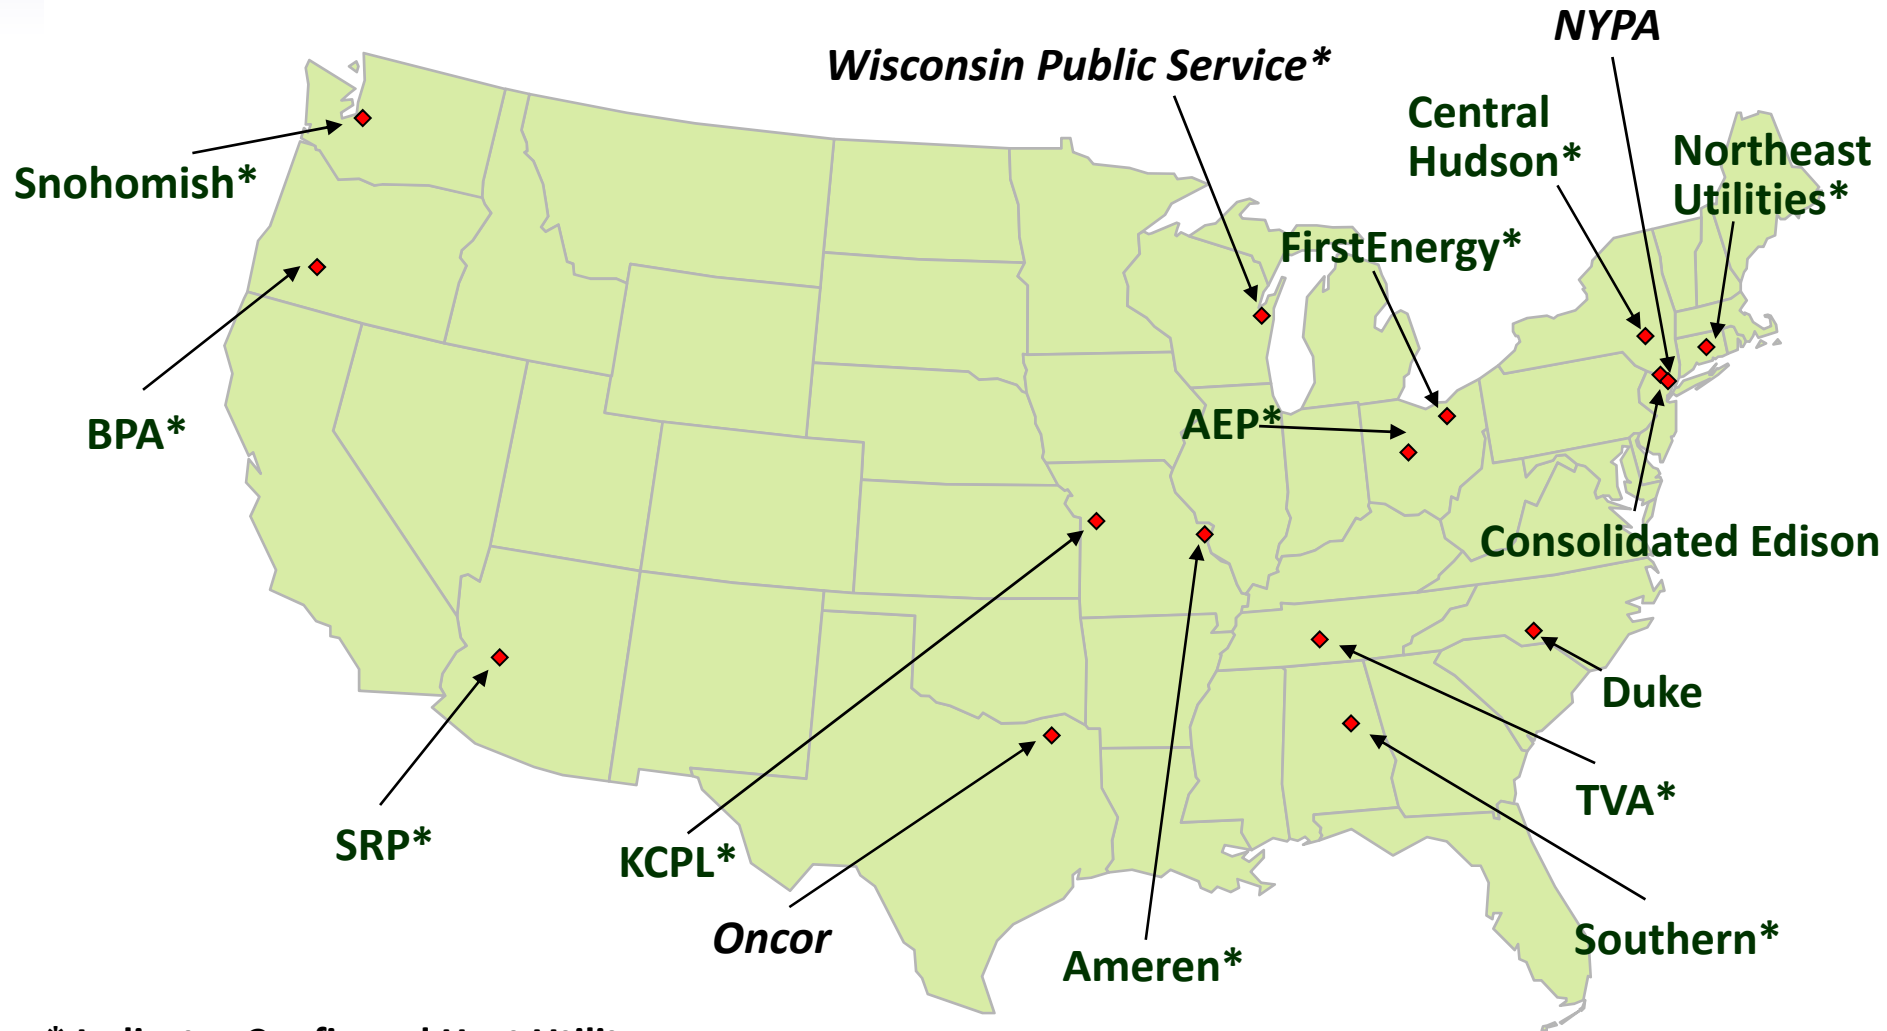 NYPA
Wisconsin Public Service*
Central
Hudson*
Northeast
Utilities*
Snohomish*
FirstEnergy*
BPA*
AEP*
Consolidated Edison
Duke
TVA*
SRP*
KCPL*
Oncor
Ameren*
Southern*